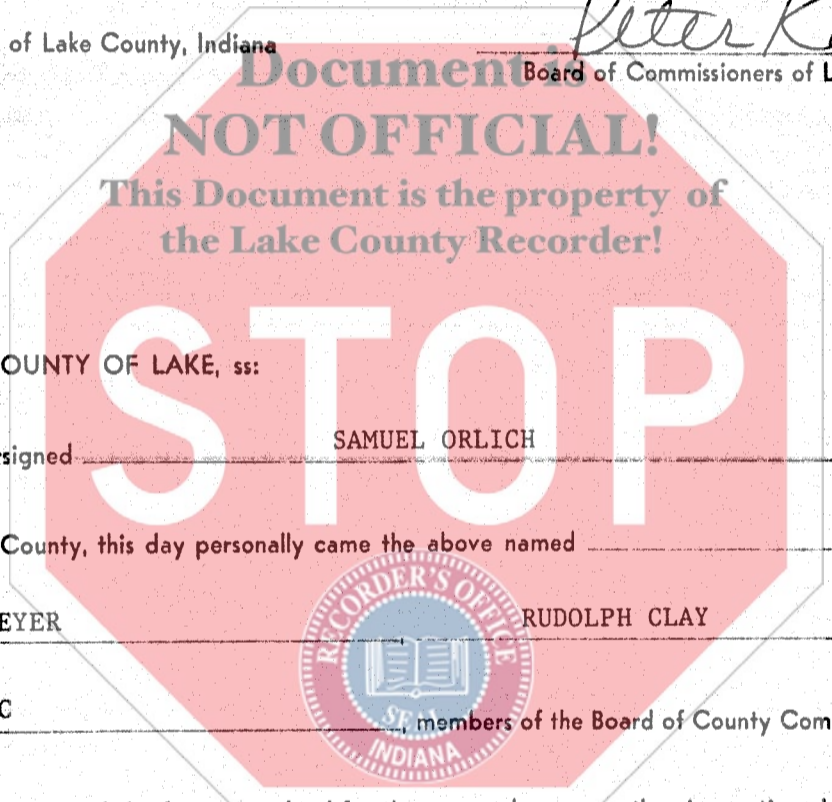 Peter K
of Lake County, Indiana
Board of Commissioners of L
Document is
NOT OFFICIAL!
This Document is the property of
the Lake County Recorder!
STOP
OUNTY OF LAKE, ss:
SAMUEL ORLICH
signed
County, this day personally came the above named
EYER
RUDOLPH CLAY
RECORDER'S OFFICE
SEAL
INDIANA
C
, members of the Board of County Com